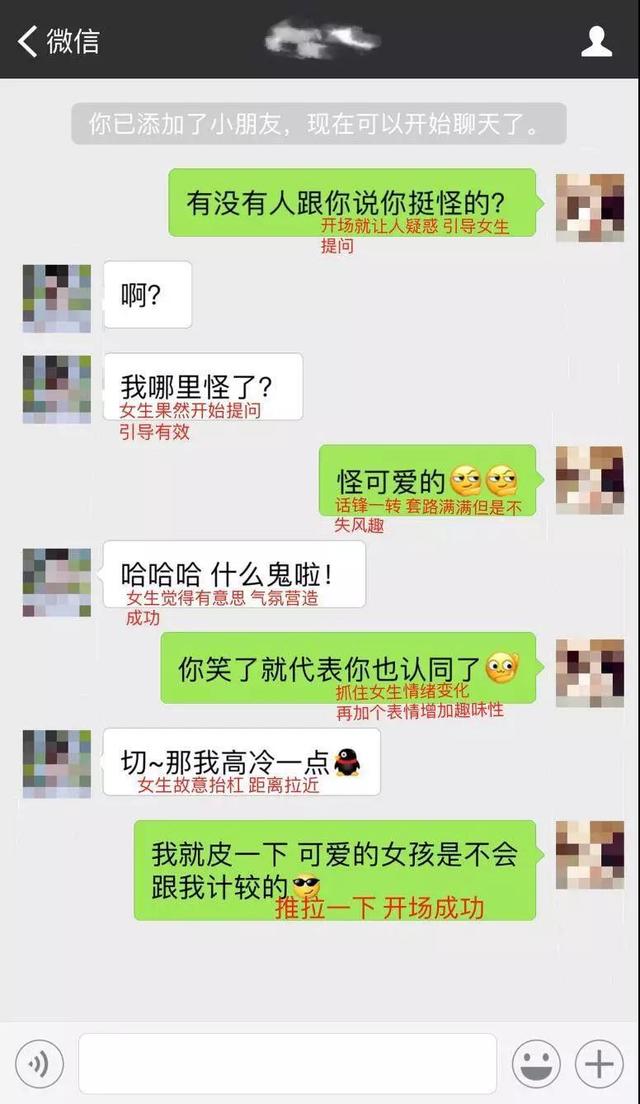 微信
你已添加了小朋友，现在可以开始聊天了。
有没有人跟你说你挺怪的？
开场就让人疑惑 引导女生
提问
啊？
我哪里怪了？
女生果然开始提问
引导有效
怪可爱的
话锋一转 套路满满但是不
失风趣
哈哈哈 什么鬼啦！
女生觉得有意思 气氛营造
成功
你笑了就代表你也认同了
抓住女生情绪变化
再加个表情增加趣味性
切~那我高冷一点
女生故意抬杠 距离拉近
我就皮一下 可爱的女孩是不会
跟我计较的
推拉一下 开场成功